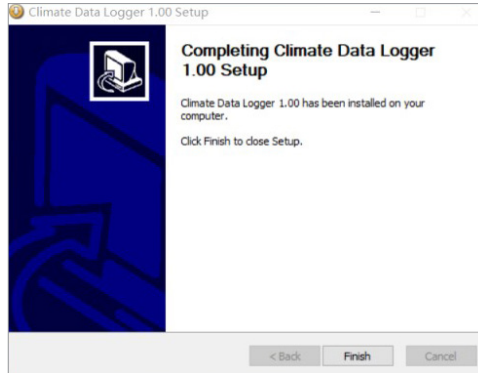 Climate Data Logger 1.00 Setup
Completing Climate Data Logger
1.00 Setup
Climate Data Logger 1.00 has been installed on your
computer.
Click Finish to close Setup.
< Back
Finish
Cancel